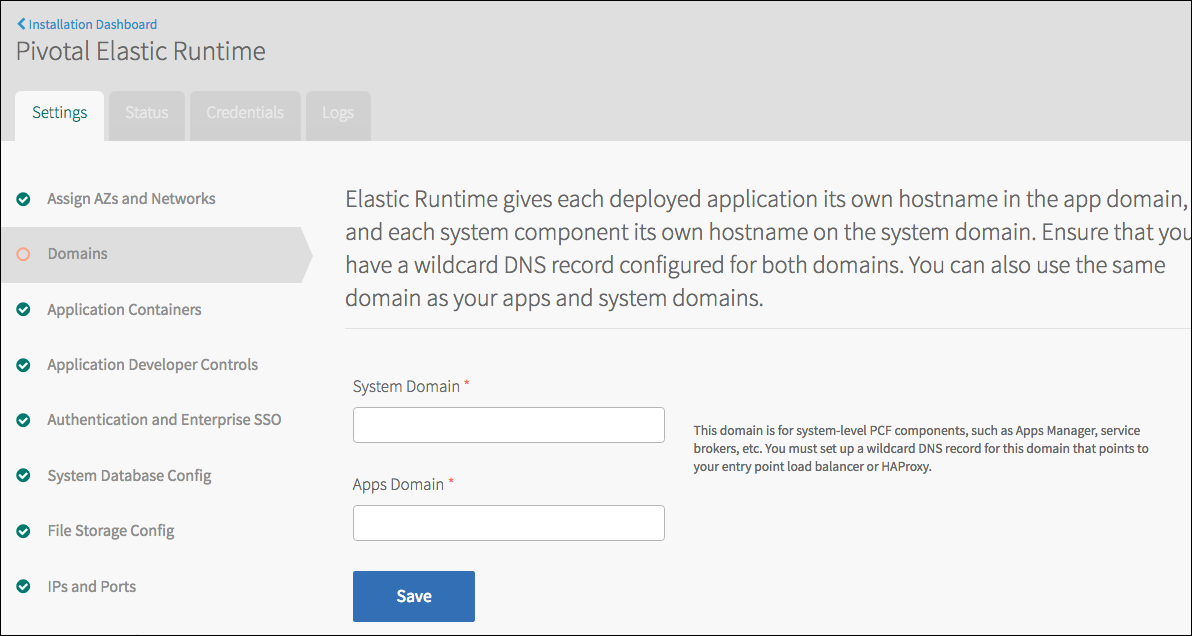 Installation Dashboard
Pivotal Elastic Runtime
Settings
Status
Credentials
Logs
Assign AZs and Networks
Domains
Application Containers
Application Developer Controls
Authentication and Enterprise SSO
System Database Config
File Storage Config
IPs and Ports
Elastic Runtime gives each deployed application its own hostname in the app domain,
and each system component its own hostname on the system domain. Ensure that you
have a wildcard DNS record configured for both domains. You can also use the same
domain as your apps and system domains.
System Domain *
This domain is for system-level PCF components, such as Apps Manager, service
brokers, etc. You must set up a wildcard DNS record for this domain that points to
your entry point load balancer or HAProxy.
Apps Domain *
Save